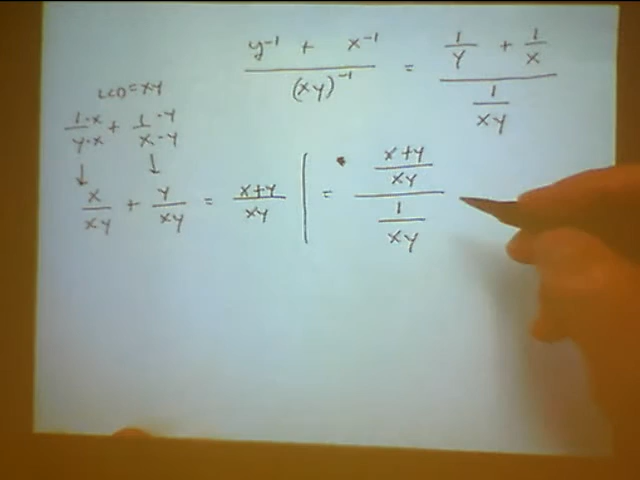 y⁻¹ + x⁻¹ / (xy)⁻¹ = 1/y + 1/x / 1/xy
LCD = xy
1·x/y·x + 1·y/x·y
↓ ↓
x/xy + y/xy = x+y/xy | = x+y/xy / 1/xy